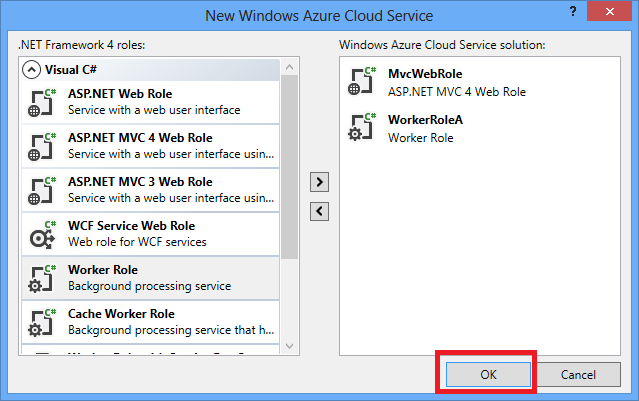 New Windows Azure Cloud Service
? ×
.NET Framework 4 roles:
Windows Azure Cloud Service solution:
Visual C#
C#
ASP.NET Web Role
Service with a web user interface
C#
ASP.NET MVC 4 Web Role
Service with a web user interface usin...
C#
ASP.NET MVC 3 Web Role
Service with a web user interface usin...
C#
WCF Service Web Role
Web role for WCF services
C#
Worker Role
Background processing service
C#
Cache Worker Role
Background processing service that h...
C#
C#
MvcWebRole
ASP.NET MVC 4 Web Role
C#
WorkerRoleA
Worker Role
>
<
OK
Cancel